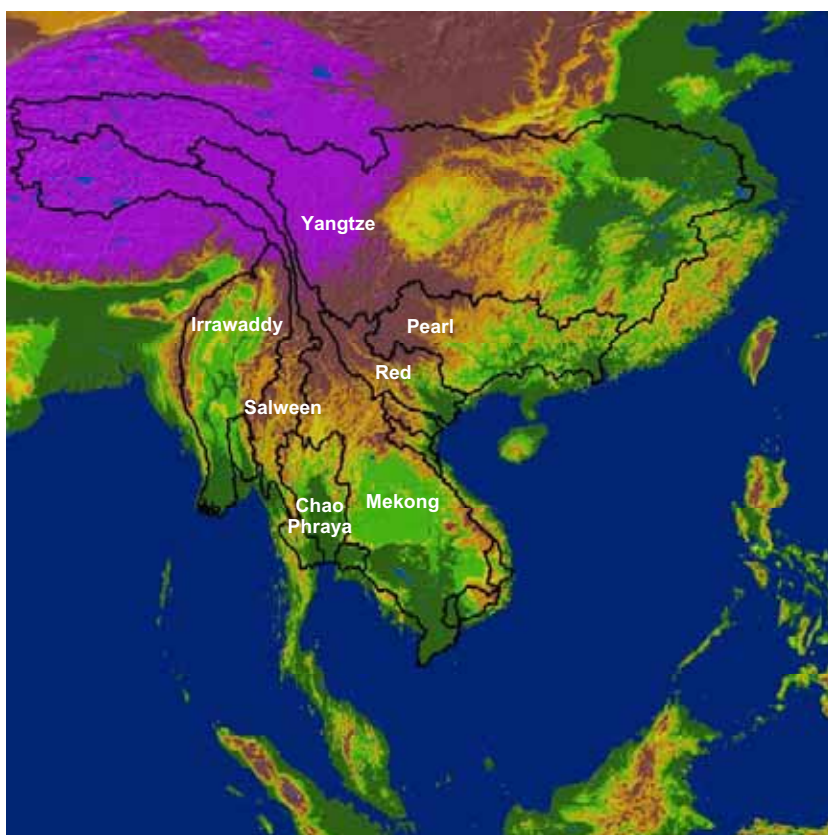 Yangtze
Irrawaddy
Pearl
Red
Salween
Mekong
Chao
Phraya